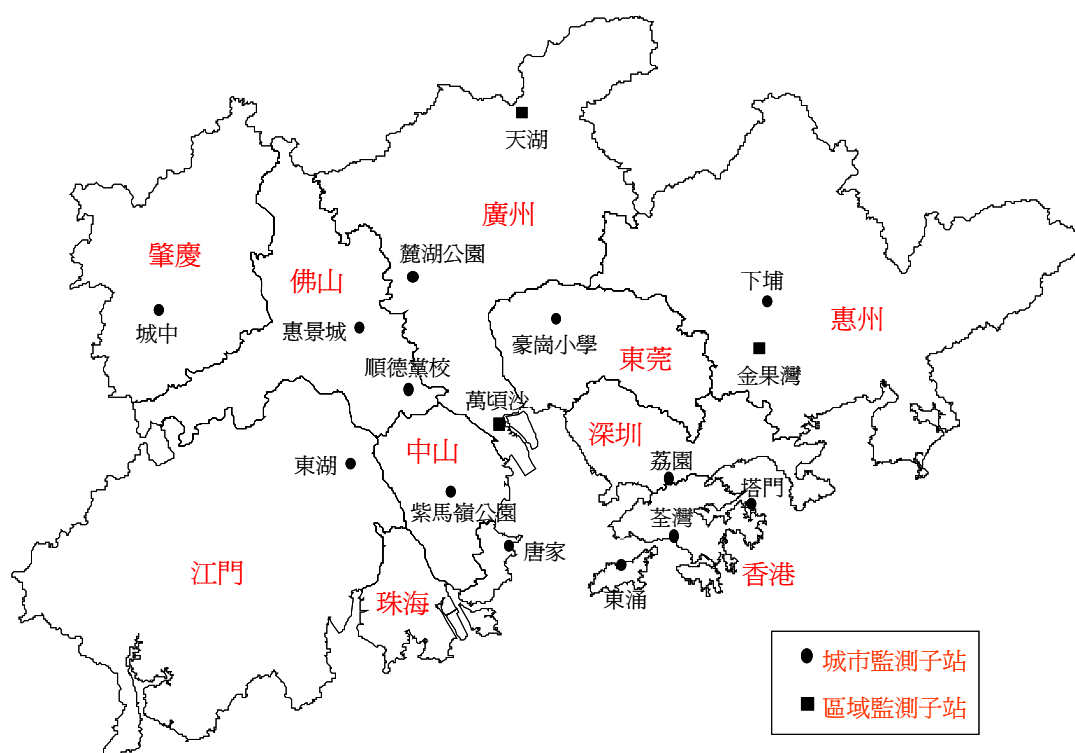 天湖
廣州
肇慶
麓湖公園
佛山
下埔
城中
惠景城
豪崗小學
惠州
東莞
順德黨校
金果灣
萬頃沙
深圳
中山
東湖
荔園
塔門
紫馬嶺公園
荃灣
唐家
江門
香港
珠海
東涌
城市監測子站
區域監測子站